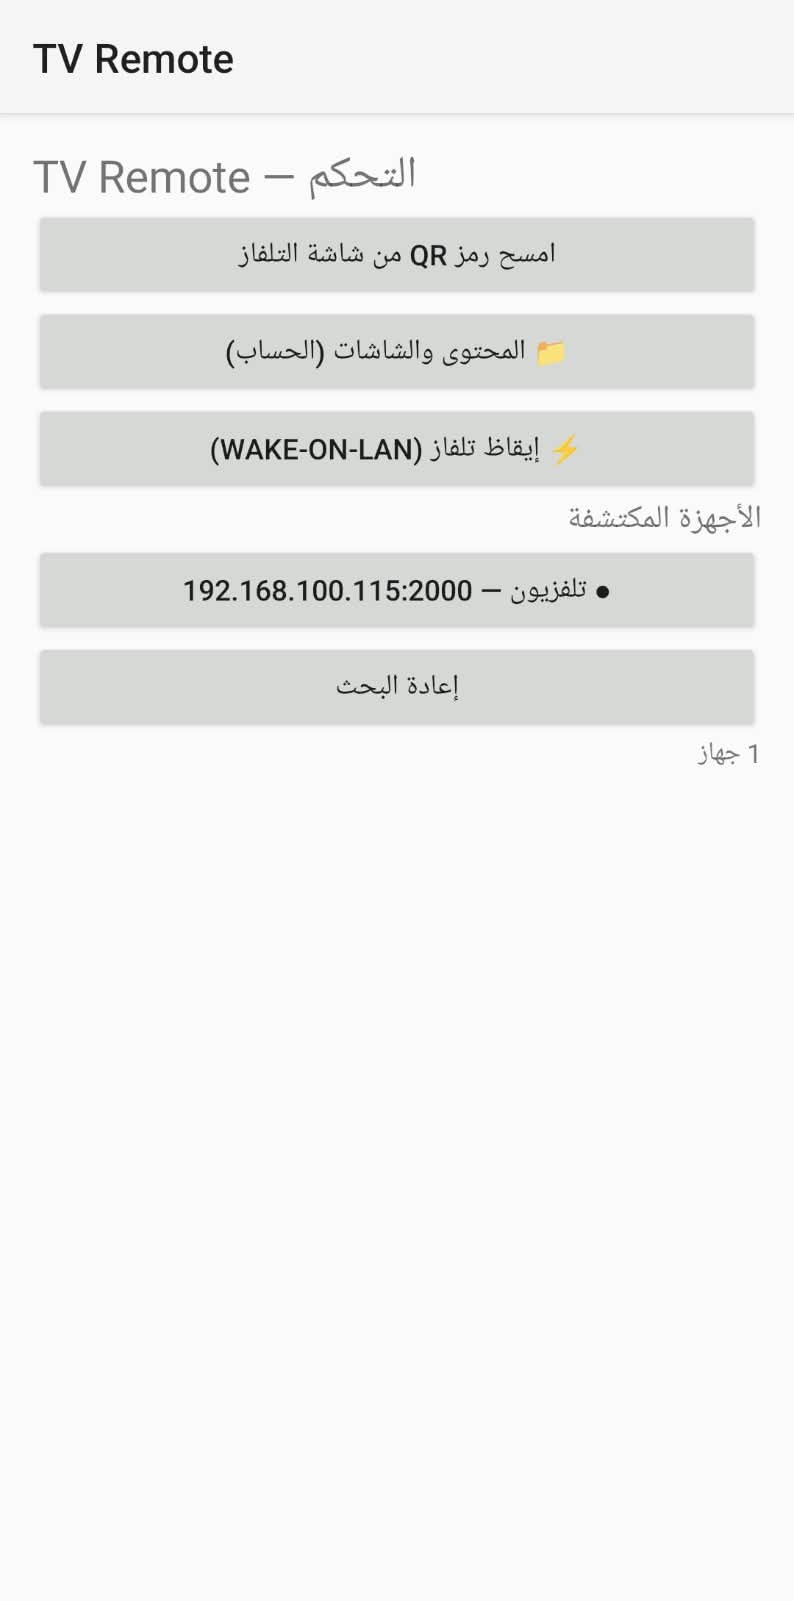 TV Remote
TV Remote — التحكم
امسح رمز QR من شاشة التلفاز
📁 المحتوى والشاشات (الحساب)
⚡ إيقاظ تلفاز (WAKE-ON-LAN)
الأجهزة المكتشفة
● تلفزيون — 192.168.100.115:2000
إعادة البحث
1 جهاز